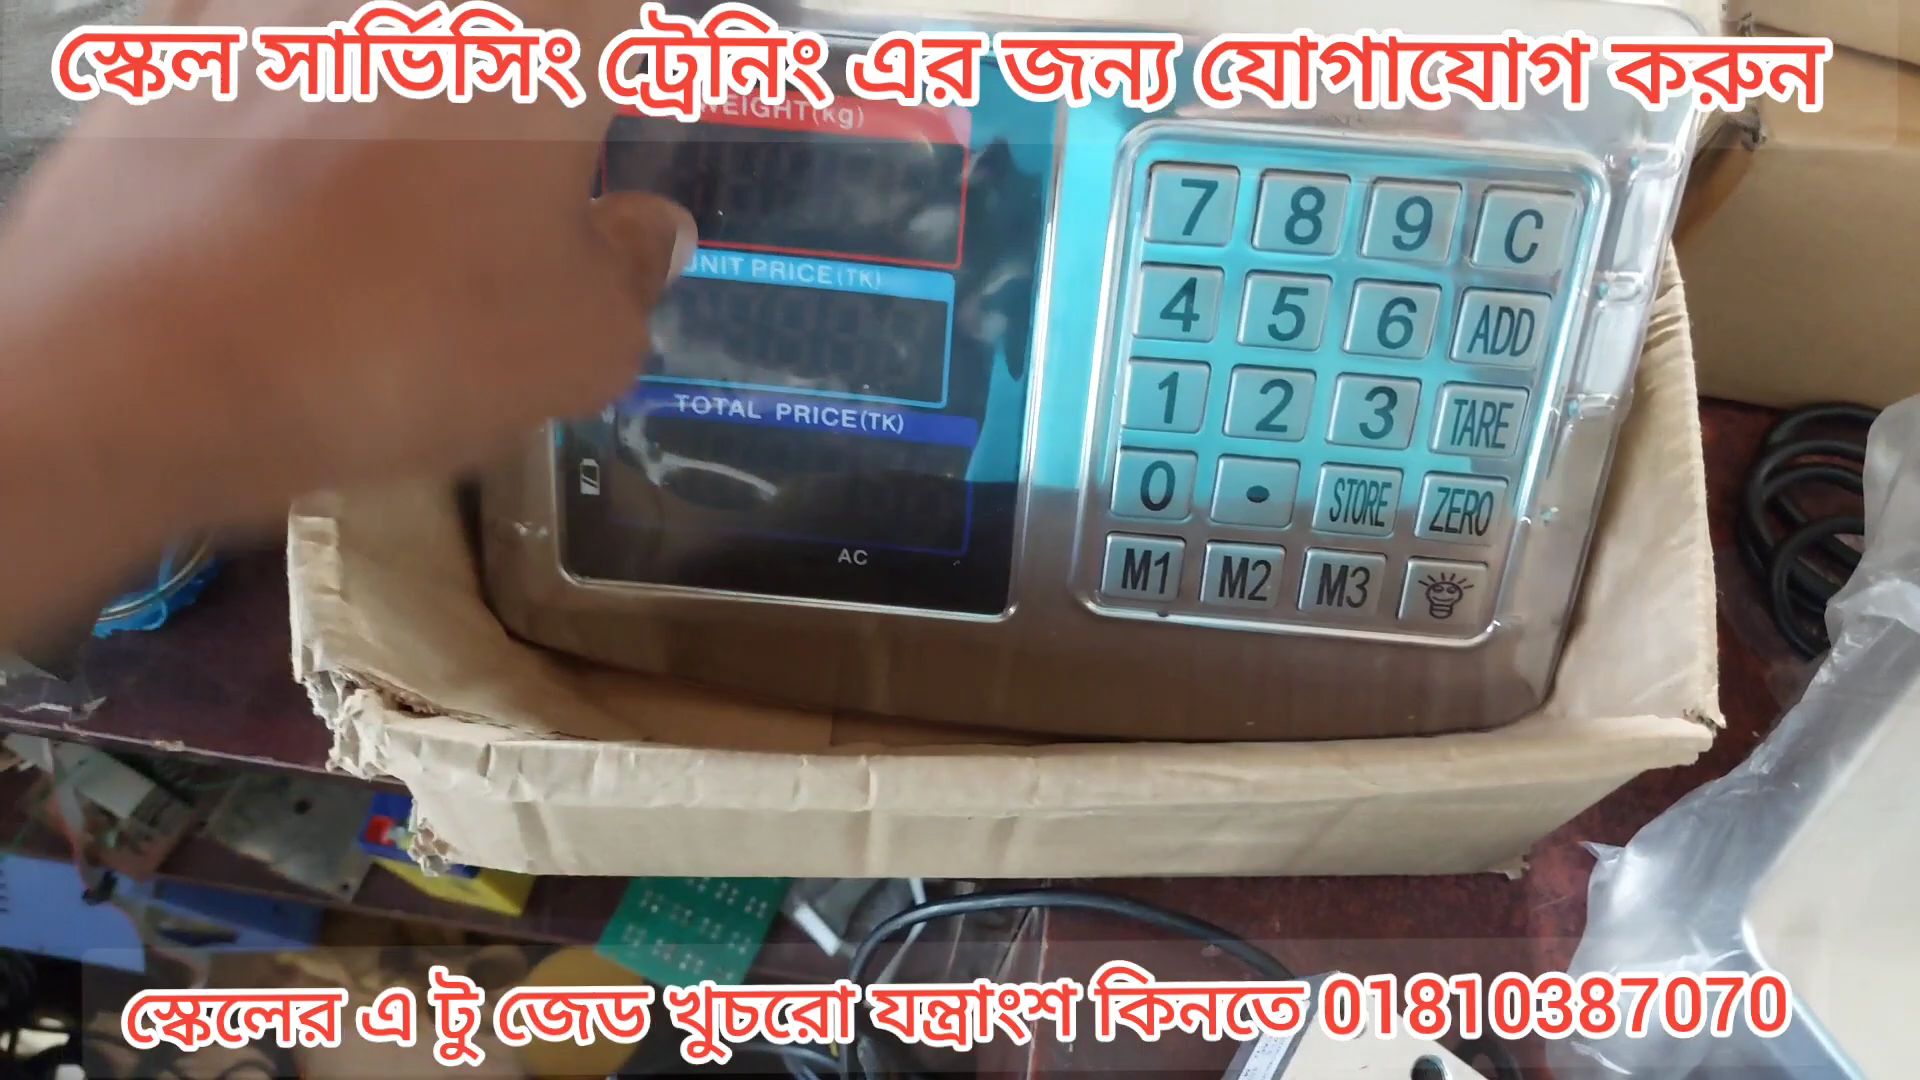 স্কেল সার্ভিসিং ট্রেনিং এর জন্য যোগাযোগ করুন
WEIGHT(kg)
UNIT PRICE(TK)
TOTAL PRICE(TK)
AC
7 8 9 C
4 5 6 ADD
1 2 3 TARE
0 . STORE ZERO
M1 M2 M3
স্কেলের এ টু জেড খুচরো যন্ত্রাংশ কিনতে 01810387070